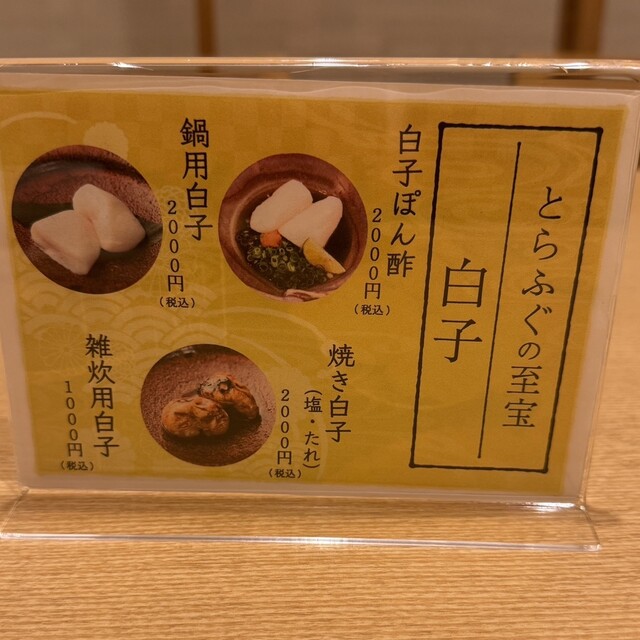 とらふぐの至宝
白子
白子ぽん酢
2000円
(税込)
鍋用白子
2000円
(税込)
焼き白子
(塩・たれ)
2000円
(税込)
雑炊用白子
1000円
(税込)